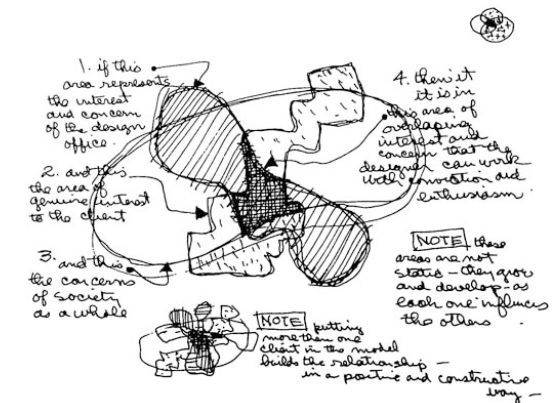 1. if this
area represents
the interest
and concern
of the design
office.
2. and this
the area of
genuine interest
to the client
3. and this
the concerns
of society
as a whole
4. then it
it is in
this area of
overlapping
interest and
concern that the
designer can work
with conviction and
enthusiasm
NOTE these
areas are not
static – they grow
and develop – as
each one influences
the others.
NOTE putting
more than one
client in the model
builds the relationship –
in a positive and constructive
way –